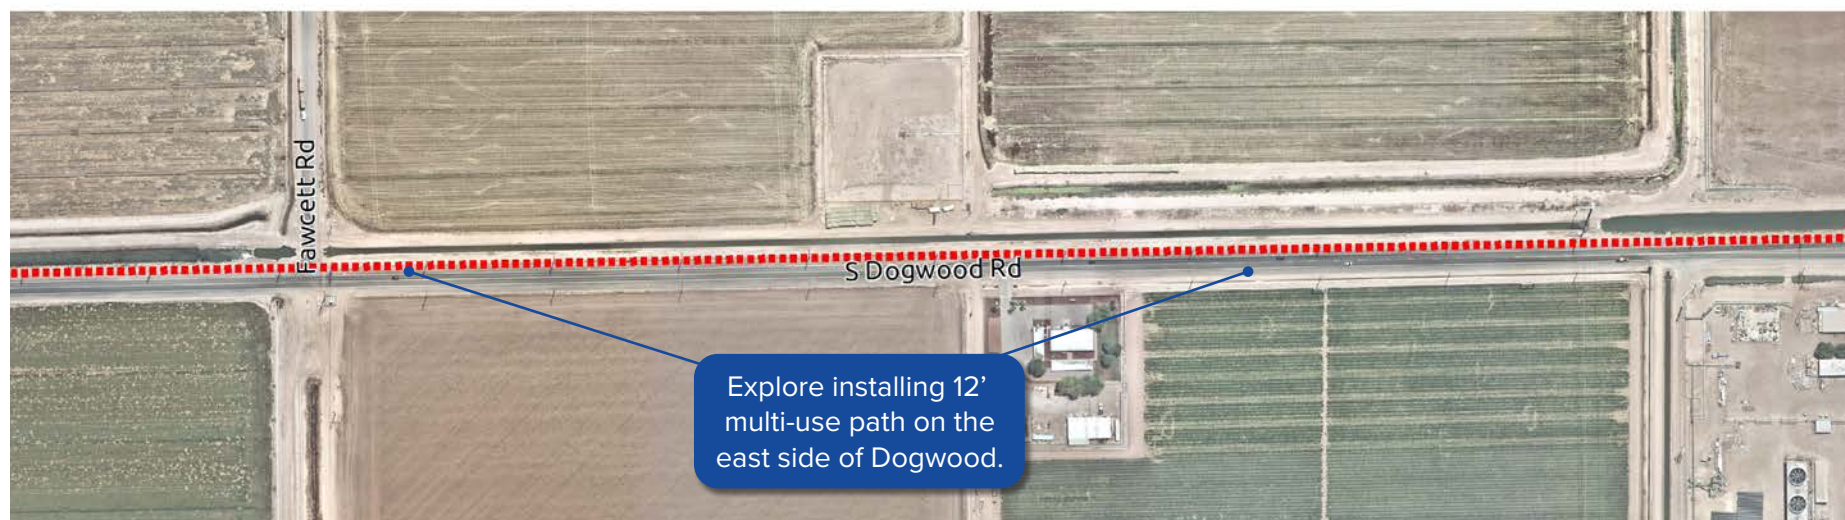 Fawcett Rd
S Dogwood Rd
Explore installing 12’
multi-use path on the
east side of Dogwood.